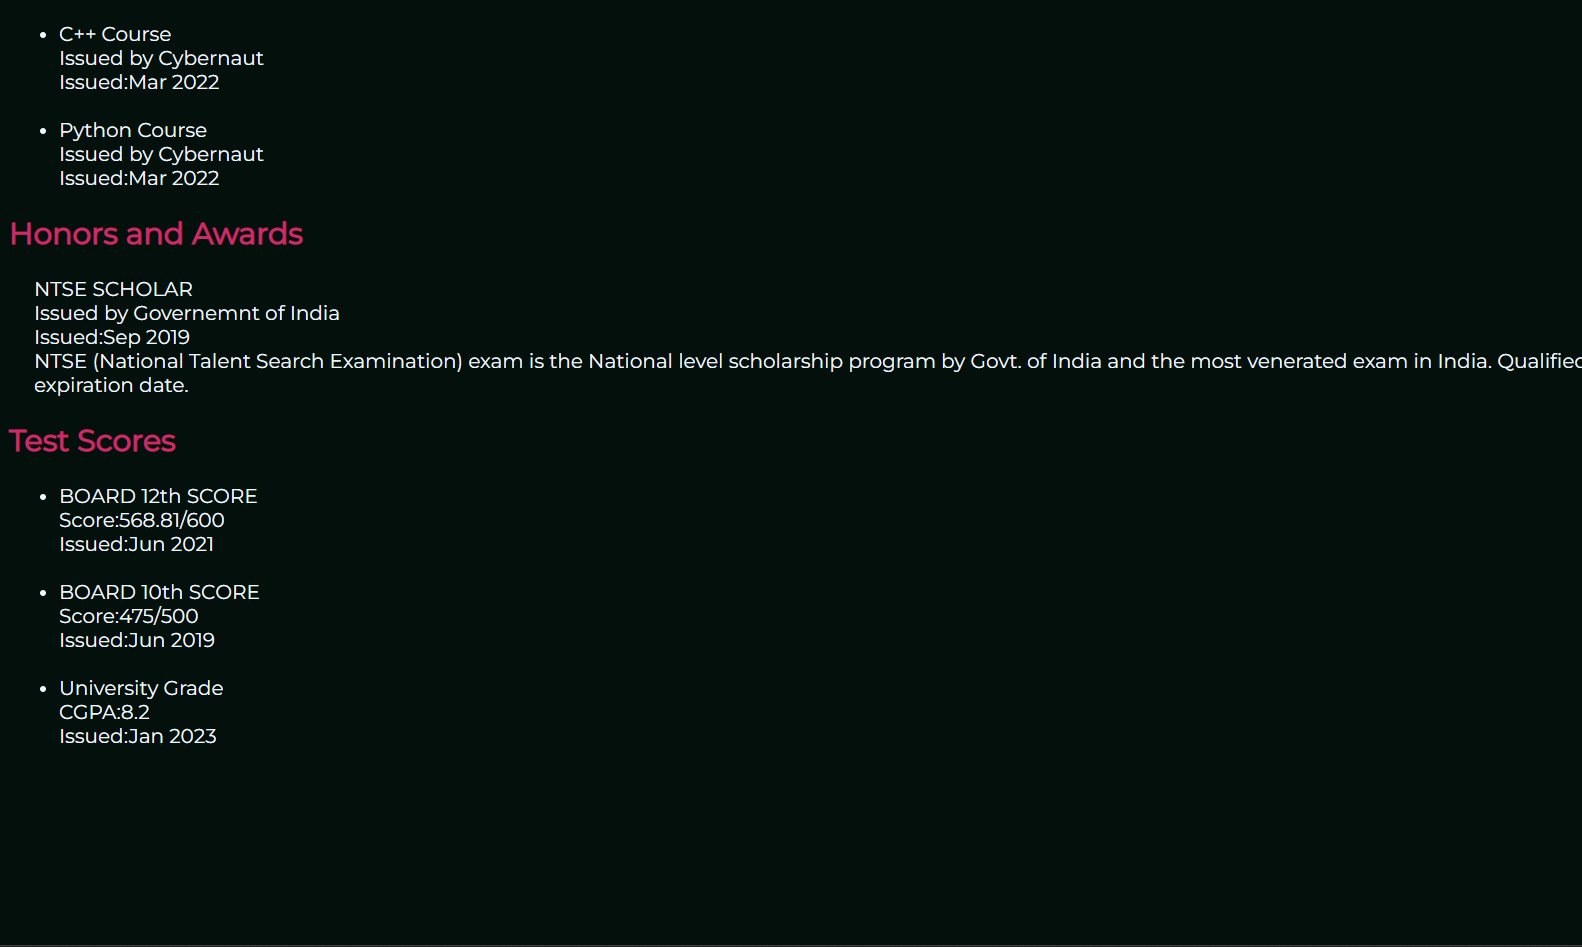 C++ Course
Issued by Cybernaut
Issued:Mar 2022
Python Course
Issued by Cybernaut
Issued:Mar 2022
Honors and Awards
NTSE SCHOLAR
Issued by Governemnt of India
Issued:Sep 2019
NTSE (National Talent Search Examination) exam is the National level scholarship program by Govt. of India and the most venerated exam in India. Qualified
expiration date.
Test Scores
BOARD 12th SCORE
Score:568.81/600
Issued:Jun 2021
BOARD 10th SCORE
Score:475/500
Issued:Jun 2019
University Grade
CGPA:8.2
Issued:Jan 2023